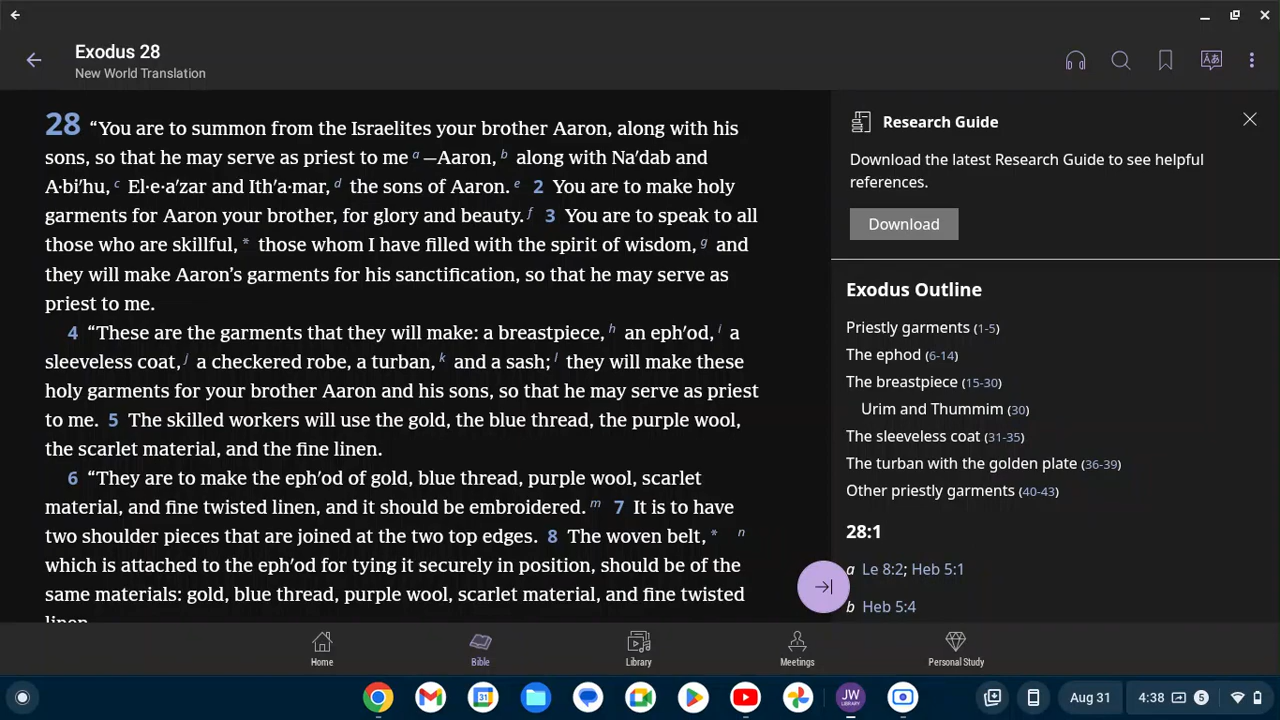 Exodus 28
New World Translation
28 “You are to summon from the Israelites your brother Aaron, along with his
sons, so that he may serve as priest to me a —Aaron, b along with Naʹdab and
A·biʹhu, c El·e·aʹzar and Ithʹa·mar, d the sons of Aaron. e 2 You are to make holy
garments for Aaron your brother, for glory and beauty. f 3 You are to speak to all
those who are skillful, * those whom I have filled with the spirit of wisdom, g and
they will make Aaron’s garments for his sanctification, so that he may serve as
priest to me.
4 “These are the garments that they will make: a breastpiece, h an ephʹod, i a
sleeveless coat, j a checkered robe, a turban, k and a sash; l they will make these
holy garments for your brother Aaron and his sons, so that he may serve as priest
to me. 5 The skilled workers will use the gold, the blue thread, the purple wool,
the scarlet material, and the fine linen.
6 “They are to make the ephʹod of gold, blue thread, purple wool, scarlet
material, and fine twisted linen, and it should be embroidered. m 7 It is to have
two shoulder pieces that are joined at the two top edges. 8 The woven belt, * n
which is attached to the ephʹod for tying it securely in position, should be of the
same materials: gold, blue thread, purple wool, scarlet material, and fine twisted
linen
Research Guide
Download the latest Research Guide to see helpful
references.
Download
Exodus Outline
Priestly garments (1-5)
The ephod (6-14)
The breastpiece (15-30)
Urim and Thummim (30)
The sleeveless coat (31-35)
The turban with the golden plate (36-39)
Other priestly garments (40-43)
28:1
a Le 8:2; Heb 5:1
b Heb 5:4
Home
Bible
Library
Meetings
Personal Study
31
JW
LIBRARY
Aug 31
4:38
5